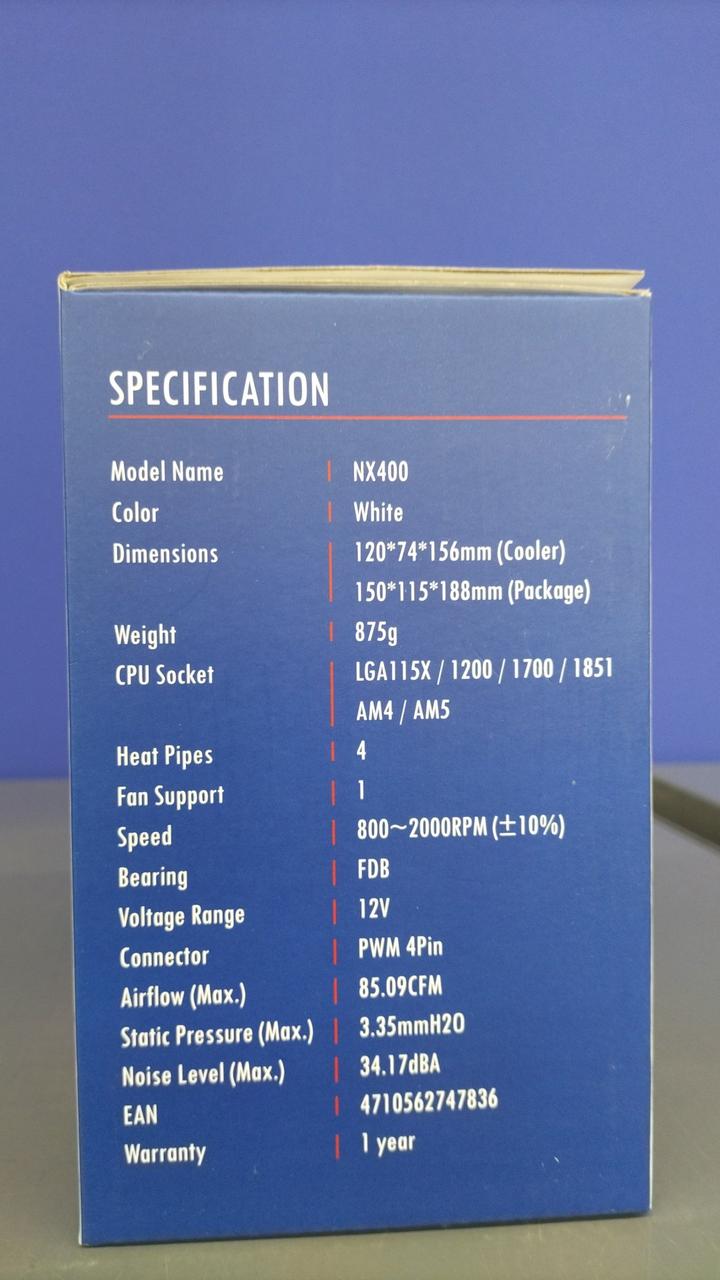 SPECIFICATION
Model Name | NX400
Color | White
Dimensions | 120*74*156mm (Cooler)
150*115*188mm (Package)
Weight | 875g
CPU Socket | LGA115X / 1200 / 1700 / 1851
AM4 / AM5
Heat Pipes | 4
Fan Support | 1
Speed | 800~2000RPM (±10%)
Bearing | FDB
Voltage Range | 12V
Connector | PWM 4Pin
Airflow (Max.) | 85.09CFM
Static Pressure (Max.) | 3.35mmH2O
Noise Level (Max.) | 34.17dBA
EAN | 4710562747836
Warranty | 1 year